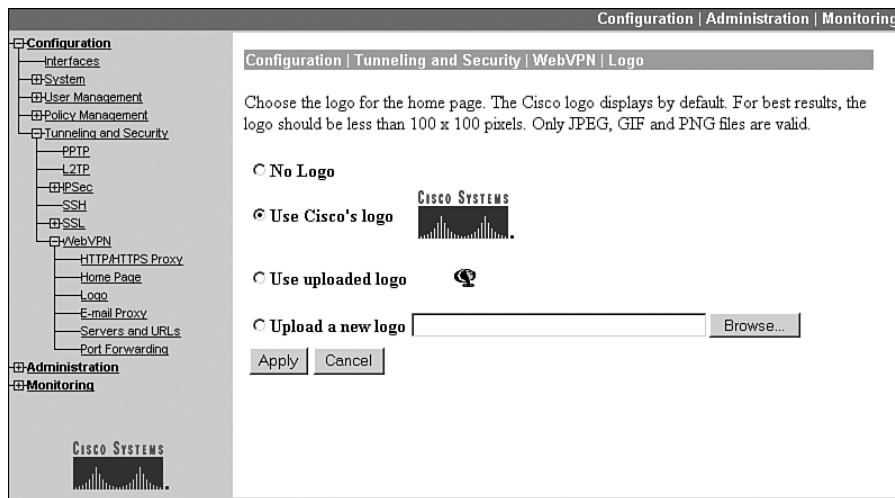 Configuration | Administration | Monitoring
Configuration
Interfaces
System
User Management
Policy Management
Tunneling and Security
PPTP
L2TP
IPSec
SSH
SSL
WebVPN
HTTP/HTTPS Proxy
Home Page
Logo
E-mail Proxy
Servers and URLs
Port Forwarding
Administration
Monitoring
CISCO SYSTEMS
Configuration | Tunneling and Security | WebVPN | Logo
Choose the logo for the home page. The Cisco logo displays by default. For best results, the
logo should be less than 100 x 100 pixels. Only JPEG, GIF and PNG files are valid.
No Logo
Use Cisco's logo
CISCO SYSTEMS
Use uploaded logo
Upload a new logo
Browse...
Apply
Cancel